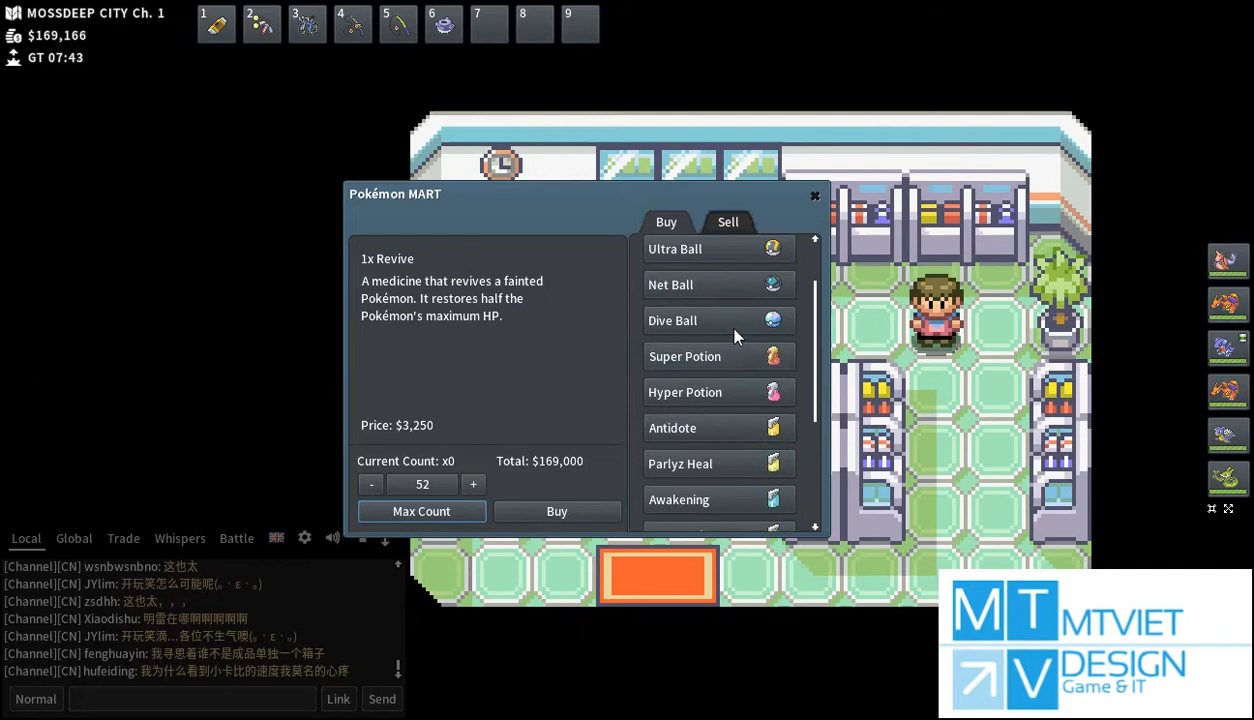 MOSSDEEP CITY Ch. 1
$169,166
GT 07:43
1 2 3 4 5 6 7 8 9
Pokémon MART
Buy
Sell
1x Revive
A medicine that revives a fainted
Pokémon. It restores half the
Pokémon's maximum HP.
Price: $3,250
Current Count: x0 Total: $169,000
- 52 +
Max Count
Buy
Ultra Ball
Net Ball
Dive Ball
Super Potion
Hyper Potion
Antidote
Parlyz Heal
Awakening
Local Global Trade Whispers Battle
[Channel][CN] wsnbwsnbno: 这也太
[Channel][CN] JYlim: 开玩笑怎么可能呢(。· ε · 。)
[Channel][CN] zsdhh: 这也太，，，
[Channel][CN] Xiaodishu: 明雷在哪啊啊啊啊啊啊
[Channel][CN] JYlim: 开玩笑滴...各位不生气噢(。· ε · 。)
[Channel][CN] fenghuayin: 我寻思着谁不是成品单独一个箱子
[Channel][CN] hufeiding: 我为什么看到小卡比的速度我莫名的心疼
Normal Link Send
MT MTVIET
V DESIGN
Game & IT